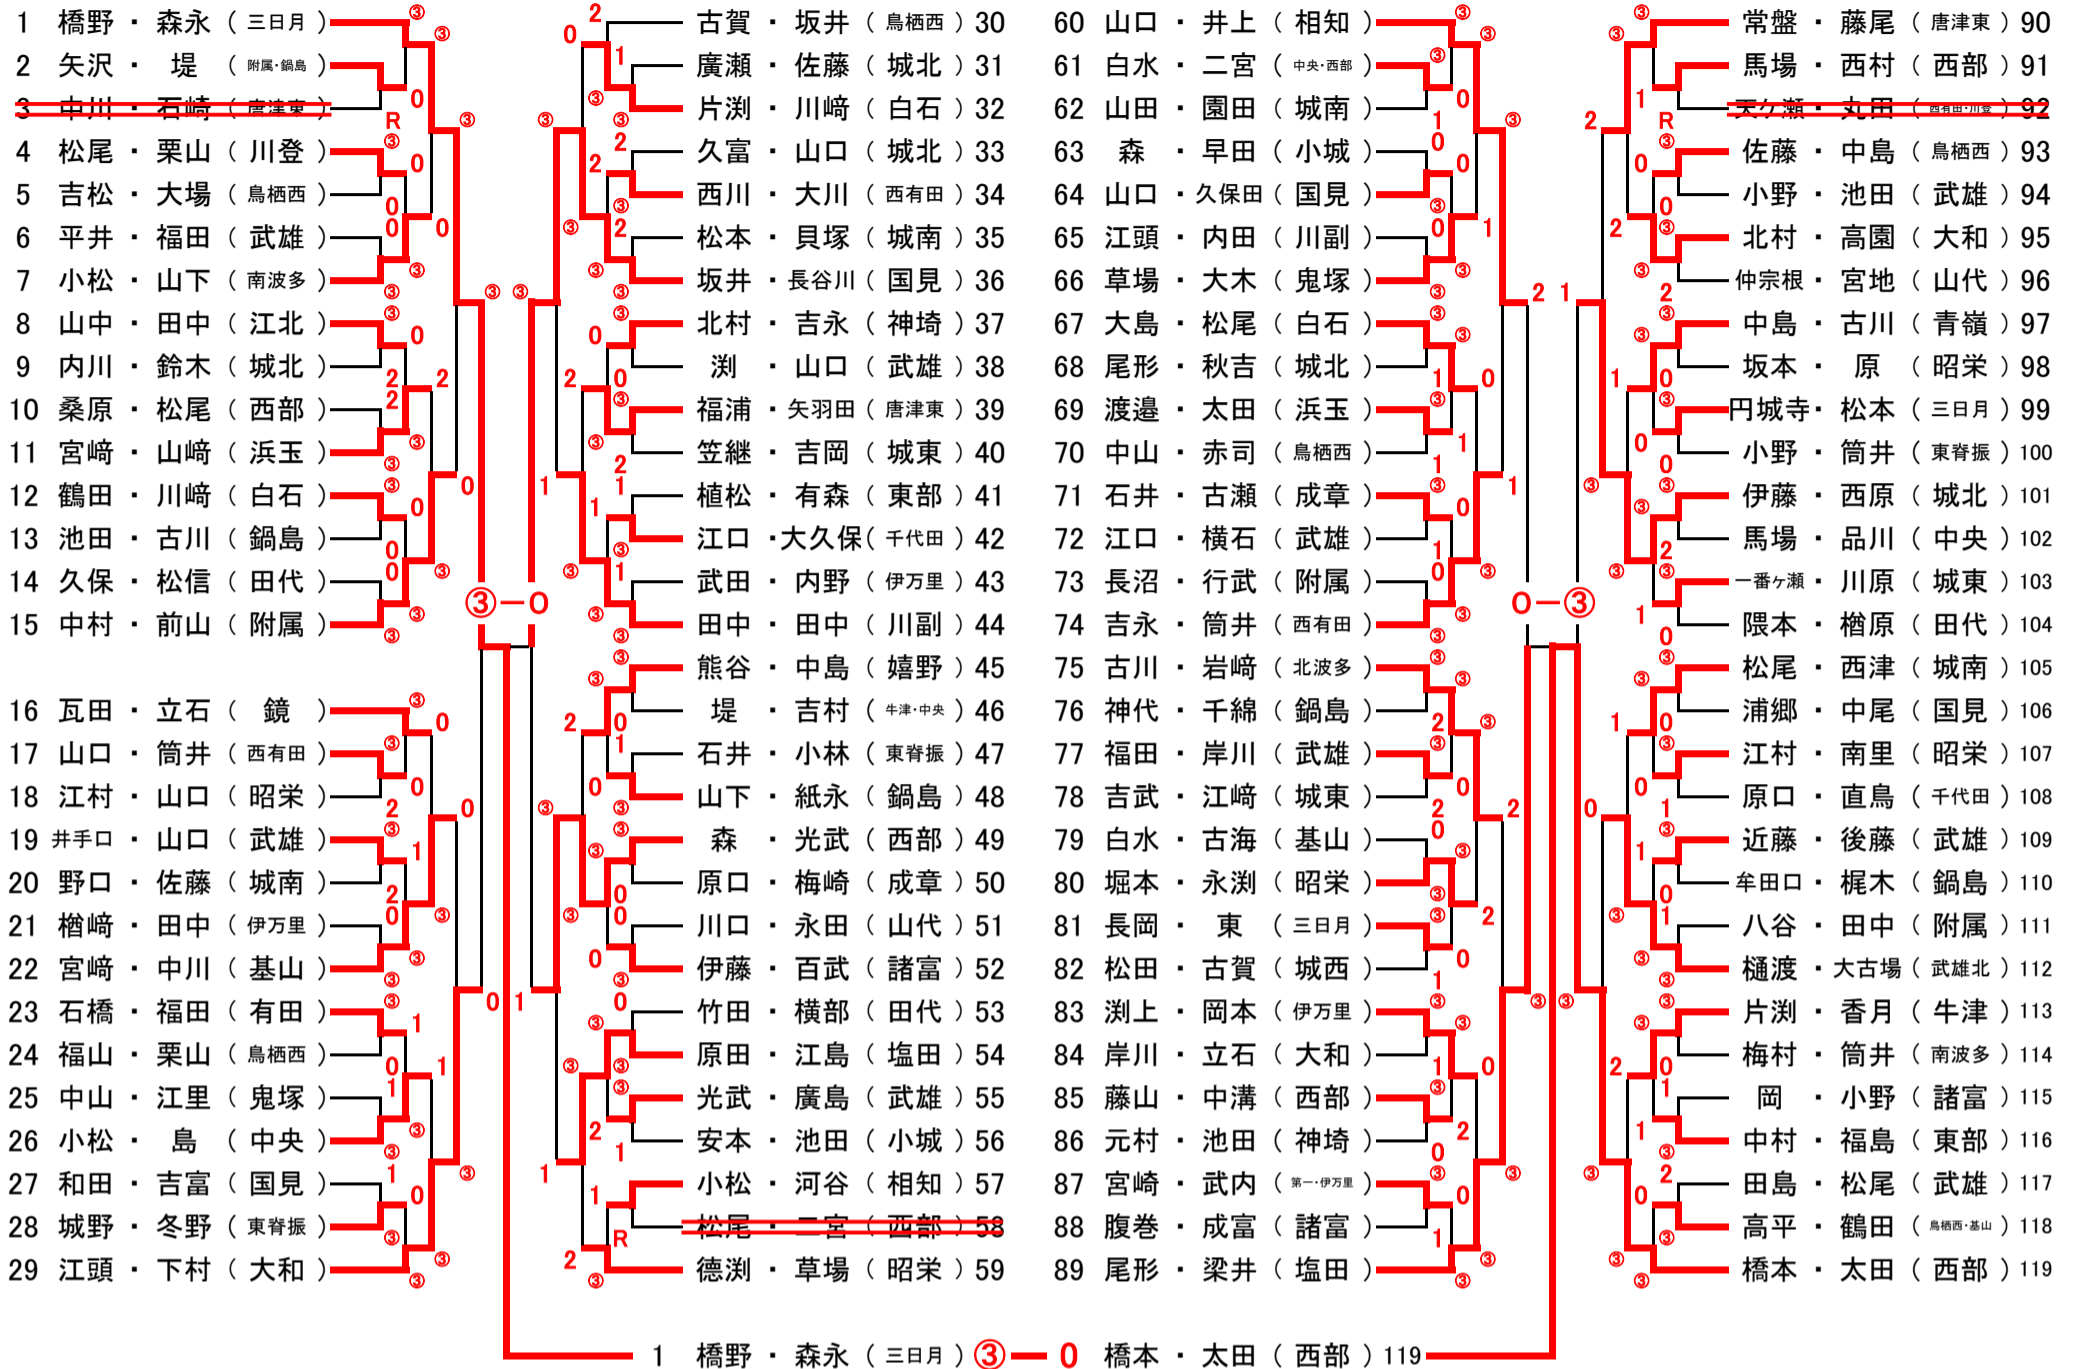 1 橋野・森永（三日月）
2 矢沢・堤（附属・鍋島）
3 中川・石崎（唐津東）
4 松尾・栗山（川登）
5 吉松・大場（鳥栖西）
6 平井・福田（武雄）
7 小松・山下（南波多）
8 山中・田中（江北）
9 内川・鈴木（城北）
10 桑原・松尾（西部）
11 宮﨑・山﨑（浜玉）
12 鶴田・川﨑（白石）
13 池田・古川（鍋島）
14 久保・松信（田代）
15 中村・前山（附属）
16 瓦田・立石（鏡）
17 山口・筒井（西有田）
18 江村・山口（昭栄）
19 井手口・山口（武雄）
20 野口・佐藤（城南）
21 楢﨑・田中（伊万里）
22 宮﨑・中川（基山）
23 石橋・福田（有田）
24 福山・栗山（鳥栖西）
25 中山・江里（鬼塚）
26 小松・島（中央）
27 和田・吉富（国見）
28 城野・冬野（東脊振）
29 江頭・下村（大和）
古賀・坂井（鳥栖西）30
廣瀬・佐藤（城北）31
片渕・川﨑（白石）32
久富・山口（城北）33
西川・大川（西有田）34
松本・貝塚（城南）35
坂井・長谷川（国見）36
北村・吉永（神埼）37
渕・山口（武雄）38
福浦・矢羽田（唐津東）39
笠継・吉岡（城東）40
植松・有森（東部）41
江口・大久保（千代田）42
武田・内野（伊万里）43
田中・田中（川副）44
熊谷・中島（嬉野）45
堤・吉村（牛津・中央）46
石井・小林（東脊振）47
山下・紙永（鍋島）48
森・光武（西部）49
原口・梅崎（成章）50
川口・永田（山代）51
伊藤・百武（諸富）52
竹田・横部（田代）53
原田・江島（塩田）54
光武・廣島（武雄）55
安本・池田（小城）56
小松・河谷（相知）57
松尾・二宮（西部）58
徳渕・草場（昭栄）59
60 山口・井上（相知）
61 白水・二宮（中央・西部）
62 山田・園田（城南）
63 森・早田（小城）
64 山口・久保田（国見）
65 江頭・内田（川副）
66 草場・大木（鬼塚）
67 大島・松尾（白石）
68 尾形・秋吉（城北）
69 渡邉・太田（浜玉）
70 中山・赤司（鳥栖西）
71 石井・古瀬（成章）
72 江口・横石（武雄）
73 長沼・行武（附属）
74 吉永・筒井（西有田）
75 古川・岩﨑（北波多）
76 神代・千綿（鍋島）
77 福田・岸川（武雄）
78 吉武・江﨑（城東）
79 白水・古海（基山）
80 堀本・永渕（昭栄）
81 長岡・東（三日月）
82 松田・古賀（城西）
83 渕上・岡本（伊万里）
84 岸川・立石（大和）
85 藤山・中溝（西部）
86 元村・池田（神埼）
87 宮崎・武内（第一・伊万里）
88 腹巻・成富（諸富）
89 尾形・梁井（塩田）
常盤・藤尾（唐津東）90
馬場・西村（西部）91
天ケ瀬・丸田（西有田・川登）92
佐藤・中島（鳥栖西）93
小野・池田（武雄）94
北村・高園（大和）95
仲宗根・宮地（山代）96
中島・古川（青嶺）97
坂本・原（昭栄）98
円城寺・松本（三日月）99
小野・筒井（東脊振）100
伊藤・西原（城北）101
馬場・品川（中央）102
一番ヶ瀬・川原（城東）103
隈本・楢原（田代）104
松尾・西津（城南）105
浦郷・中尾（国見）106
江村・南里（昭栄）107
原口・直鳥（千代田）108
近藤・後藤（武雄）109
牟田口・梶木（鍋島）110
八谷・田中（附属）111
樋渡・大古場（武雄北）112
片渕・香月（牛津）113
梅村・筒井（南波多）114
岡・小野（諸富）115
中村・福島（東部）116
田島・松尾（武雄）117
高平・鶴田（鳥栖西・基山）118
橋本・太田（西部）119
③－0
0－③
1 橋野・森永（三日月）③－0 橋本・太田（西部）119